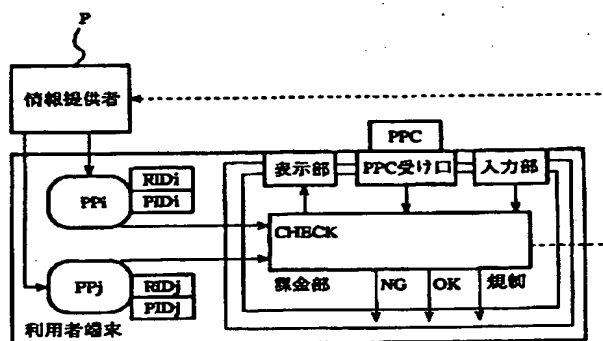 P
情報提供者
PPC
表示部
PPC受け口
入力部
PPi
RIDi
PIDi
CHECK
PPj
RIDj
PIDj
課金部
NG
OK
規制
利用者端末